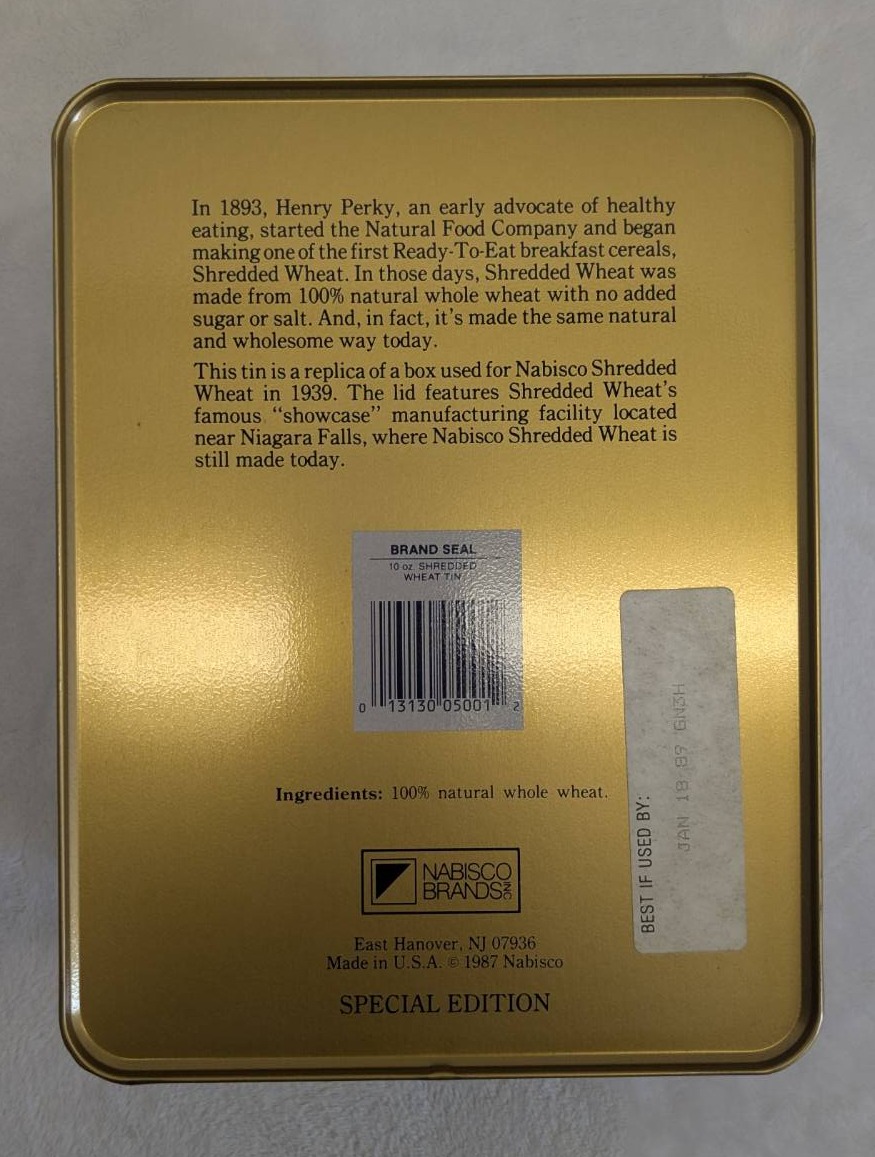 In 1893, Henry Perky, an early advocate of healthy
eating, started the Natural Food Company and began
making one of the first Ready-To-Eat breakfast cereals,
Shredded Wheat. In those days, Shredded Wheat was
made from 100% natural whole wheat with no added
sugar or salt. And, in fact, it's made the same natural
and wholesome way today.
This tin is a replica of a box used for Nabisco Shredded
Wheat in 1939. The lid features Shredded Wheat's
famous "showcase" manufacturing facility located
near Niagara Falls, where Nabisco Shredded Wheat is
still made today.
BRAND SEAL
10 oz. SHREDDED
WHEAT TIN
0 13130 05001 2
Ingredients: 100% natural whole wheat.
NABISCO
BRANDS INC
East Hanover, NJ 07936
Made in U.S.A. © 1987 Nabisco
SPECIAL EDITION
BEST IF USED BY:
JAN 18 89 GN3H